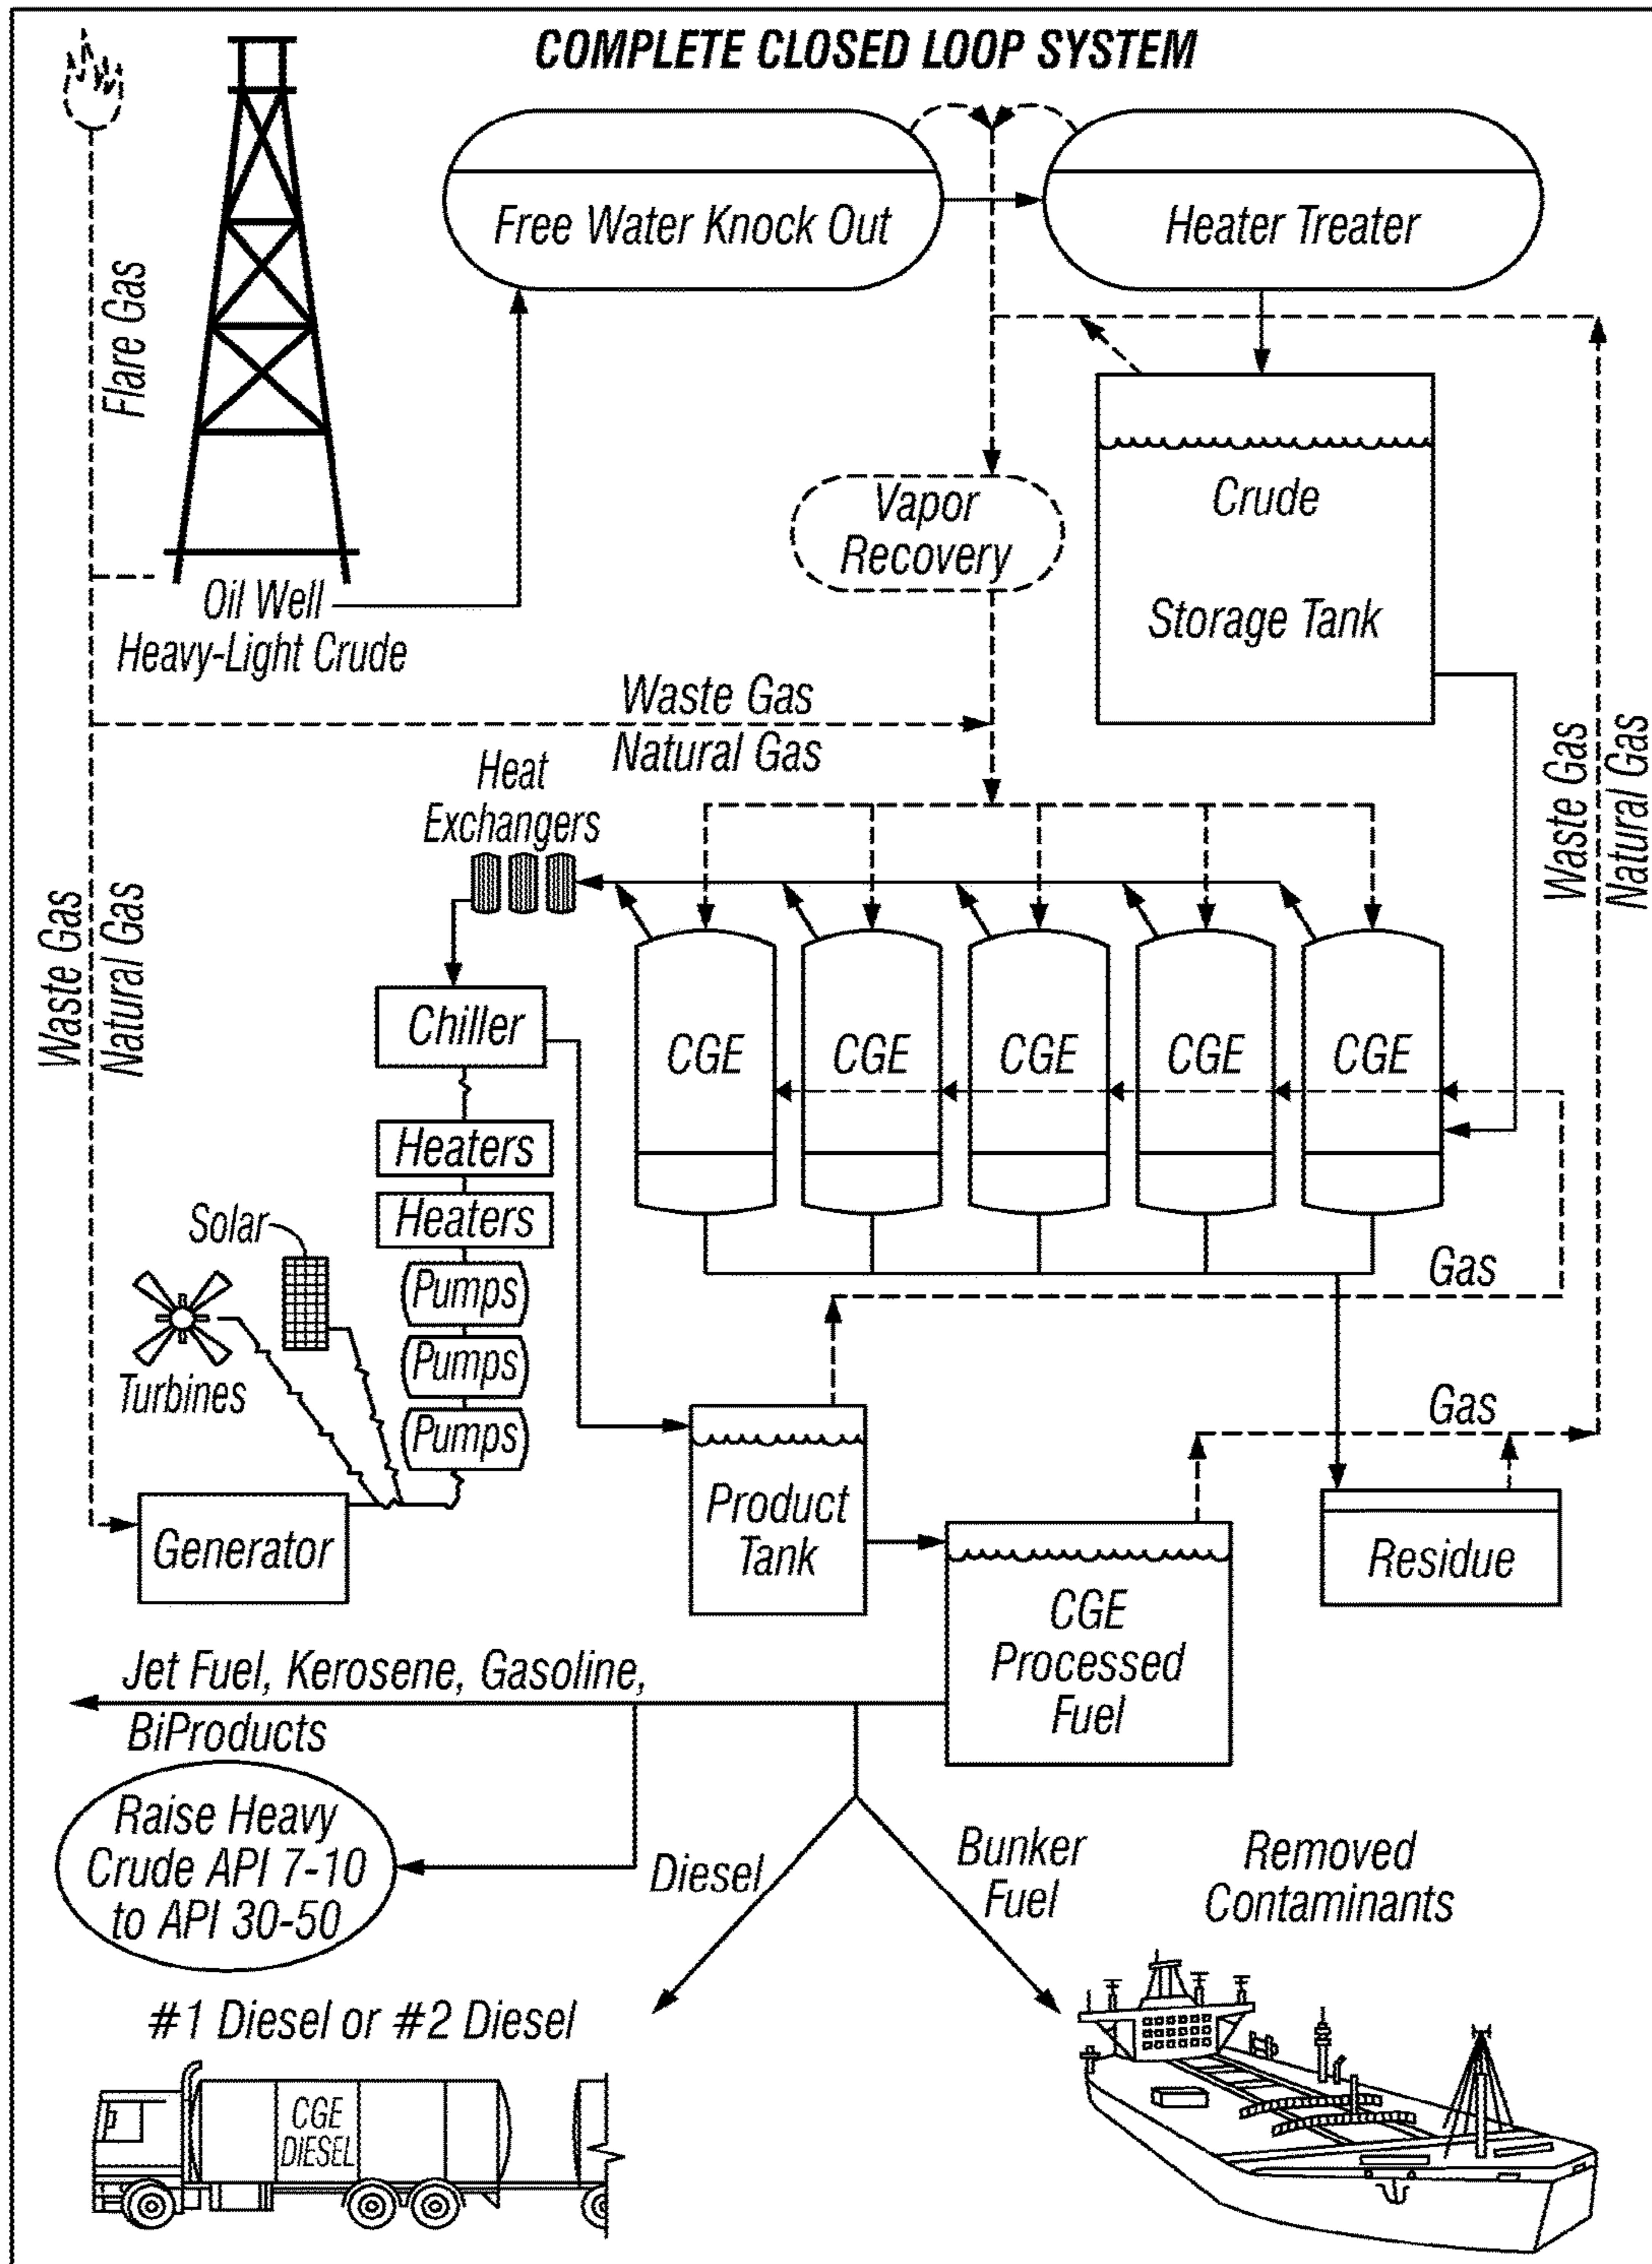 COMPLETE CLOSED LOOP SYSTEM
Free Water Knock Out
Heater Treater
Flare Gas
Oil Well
Heavy-Light Crude
Vapor
Recovery
Crude
Storage Tank
Waste Gas
Natural Gas
Waste Gas
Natural Gas
Heat
Exchangers
Waste Gas
Natural Gas
Chiller
CGE
CGE
CGE
CGE
CGE
Heaters
Heaters
Solar
Pumps
Pumps
Pumps
Turbines
Gas
Gas
Generator
Product
Tank
CGE
Processed
Fuel
Residue
Jet Fuel, Kerosene, Gasoline,
BiProducts
Raise Heavy
Crude API 7-10
to API 30-50
Diesel
Bunker
Fuel
Removed
Contaminants
#1 Diesel or #2 Diesel
CGE
DIESEL